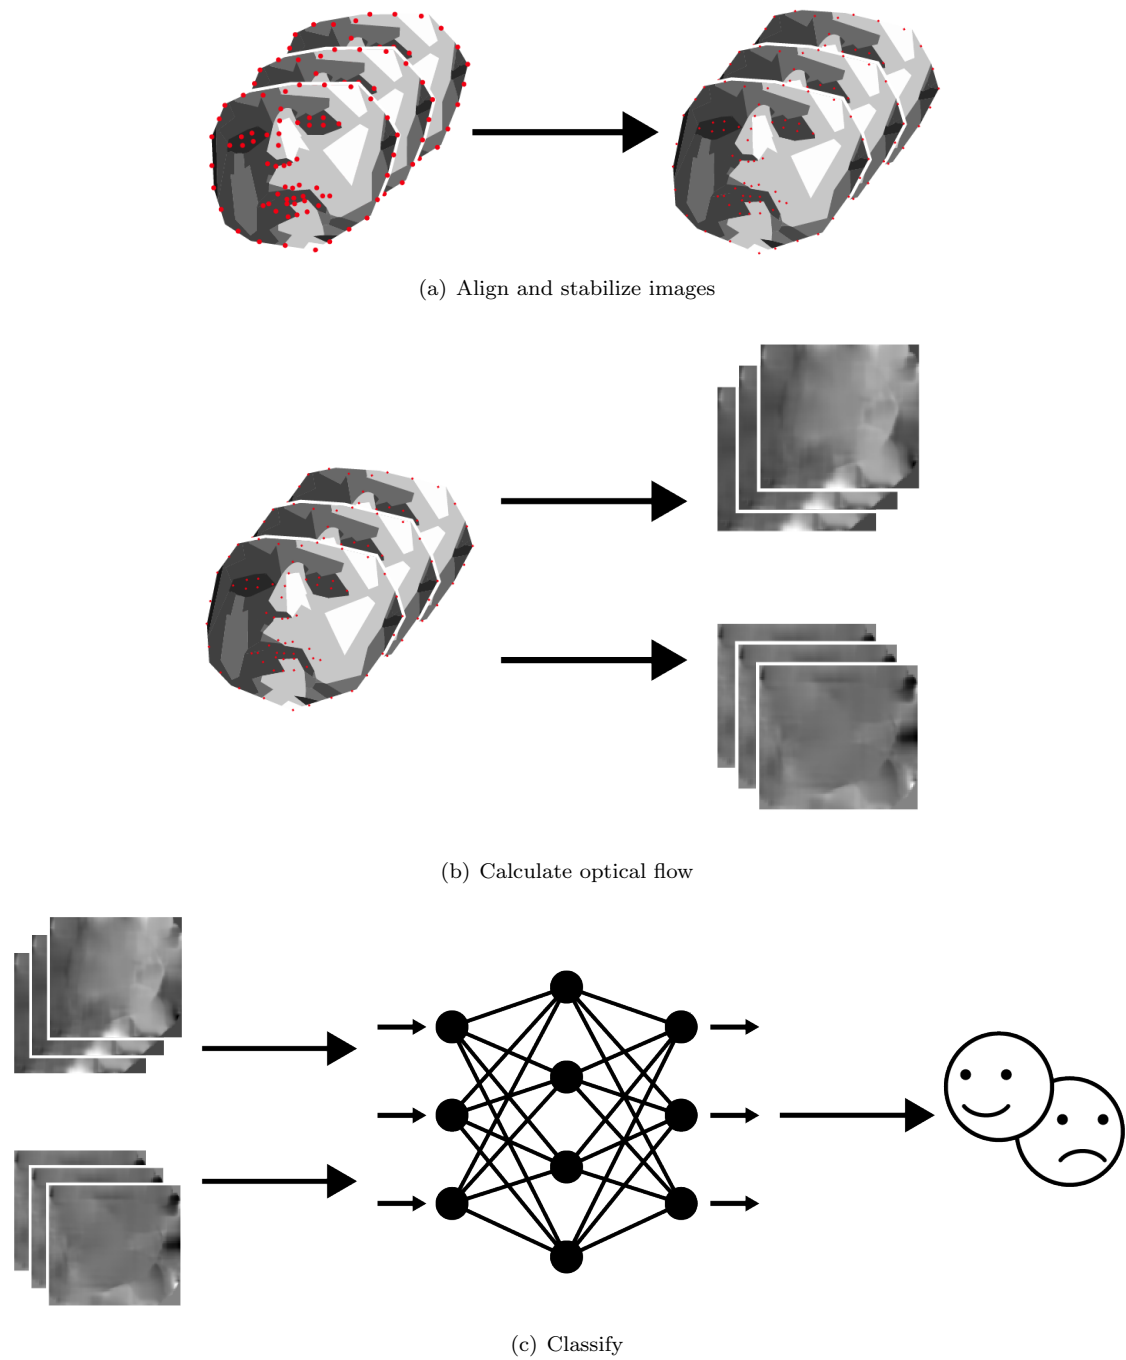 (a) Align and stabilize images
(b) Calculate optical flow
(c) Classify